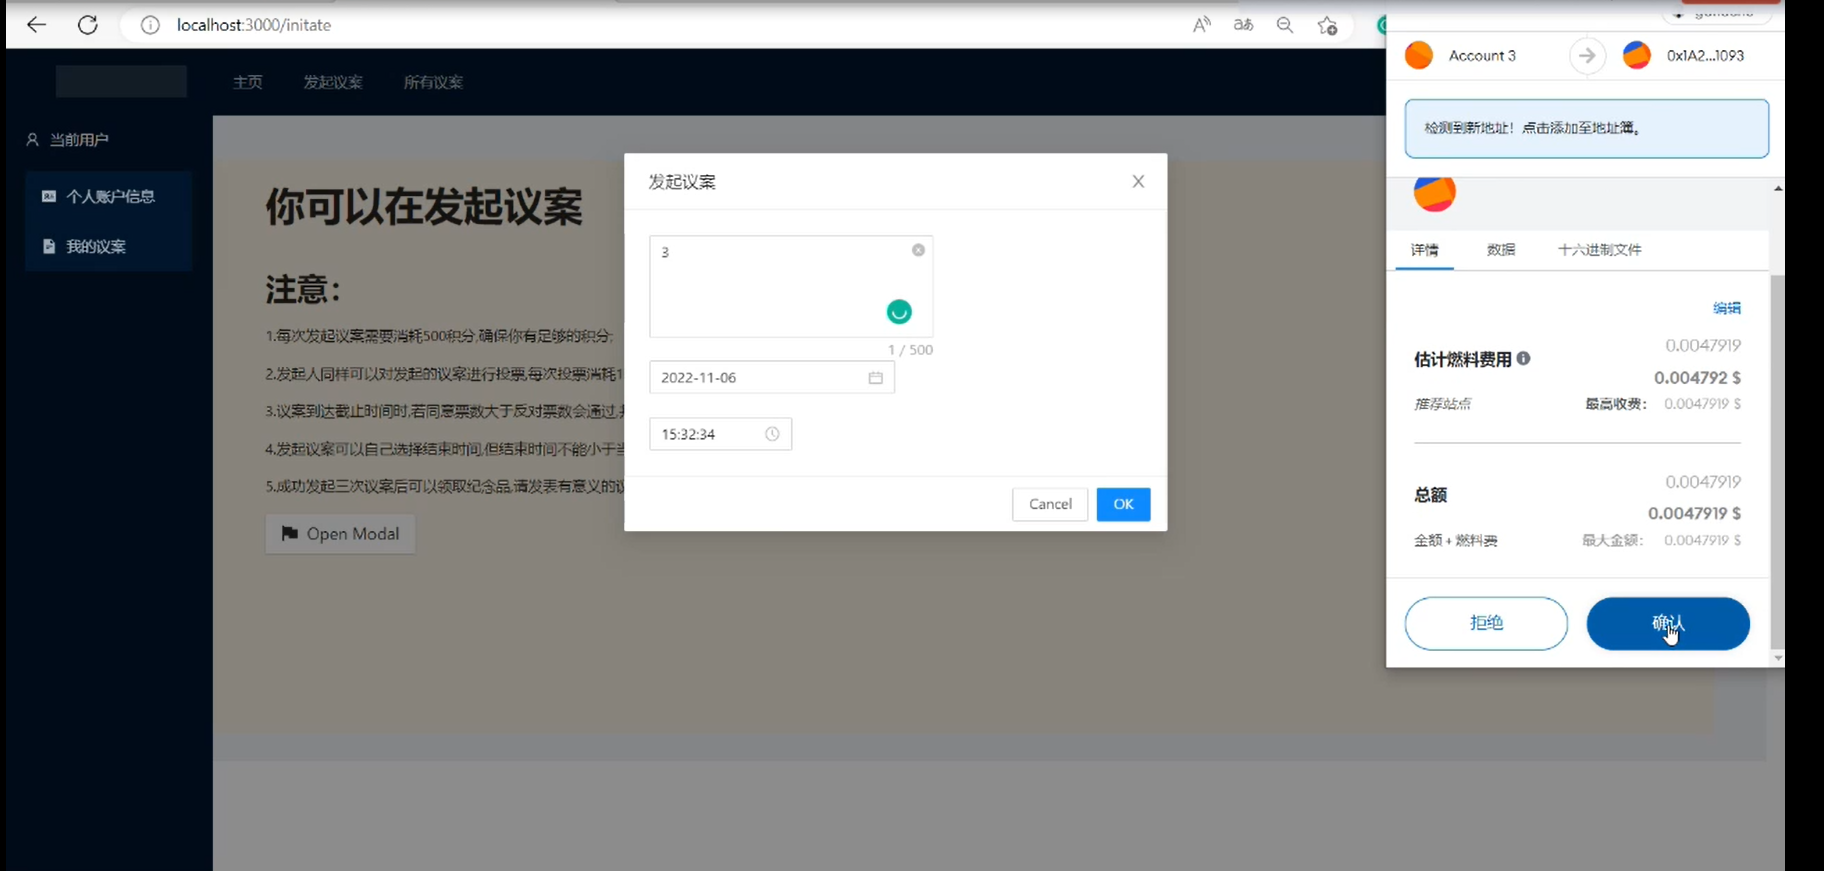 localhost:3000/initate
主页 发起议案 所有议案
当前用户
个人账户信息
我的议案
你可以在发起议案
注意：
1.每次发起议案需要消耗500积分,确保你有足够的积分;
2.发起人同样可以对发起的议案进行投票,每次投票消耗1
3.议案到达截止时间时,若同意票数大于反对票数会通过,
4.发起议案可以自己选择结束时间,但结束时间不能小于当
5.成功发起三次议案后可以领取纪念品,请发表有意义的议
Open Modal
发起议案
3
1 / 500
2022-11-06
15:32:34
Cancel OK
Account 3 0x1A2...1093
检测到新地址！点击添加至地址簿。
详情 数据 十六进制文件
编辑
0.0047919
估计燃料费用
0.004792 $
推荐站点 最高收费： 0.0047919 $
0.0047919
总额
0.0047919 $
金额 + 燃料费 最大金额： 0.0047919 $
拒绝 确认